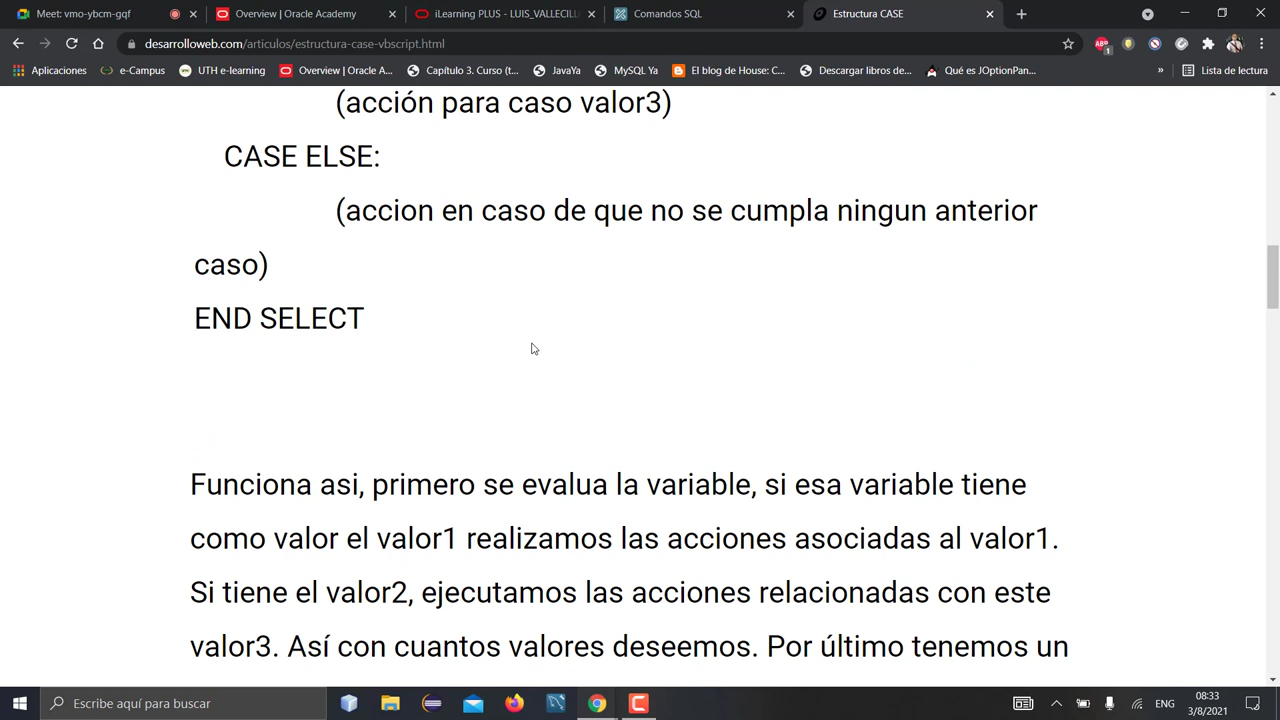 Meet: vmo-ybcm-gqf
Overview | Oracle Academy
iLearning PLUS - LUIS_VALLECILL
Comandos SQL
Estructura CASE
desarrolloweb.com/articulos/estructura-case-vbscript.html
ABP
1
Aplicaciones
e-Campus
UTH e-learning
Overview | Oracle A...
Capítulo 3. Curso (t...
JavaYa
MySQL Ya
El blog de House: C...
Descargar libros de...
Qué es JOptionPan...
»
Lista de lectura
(acción para caso valor3)
CASE ELSE:
(accion en caso de que no se cumpla ningun anterior
caso)
END SELECT
Funciona asi, primero se evalua la variable, si esa variable tiene
como valor el valor1 realizamos las acciones asociadas al valor1.
Si tiene el valor2, ejecutamos las acciones relacionadas con este
valor3. Así con cuantos valores deseemos. Por último tenemos un
Escribe aquí para buscar
ENG
08:33
3/8/2021